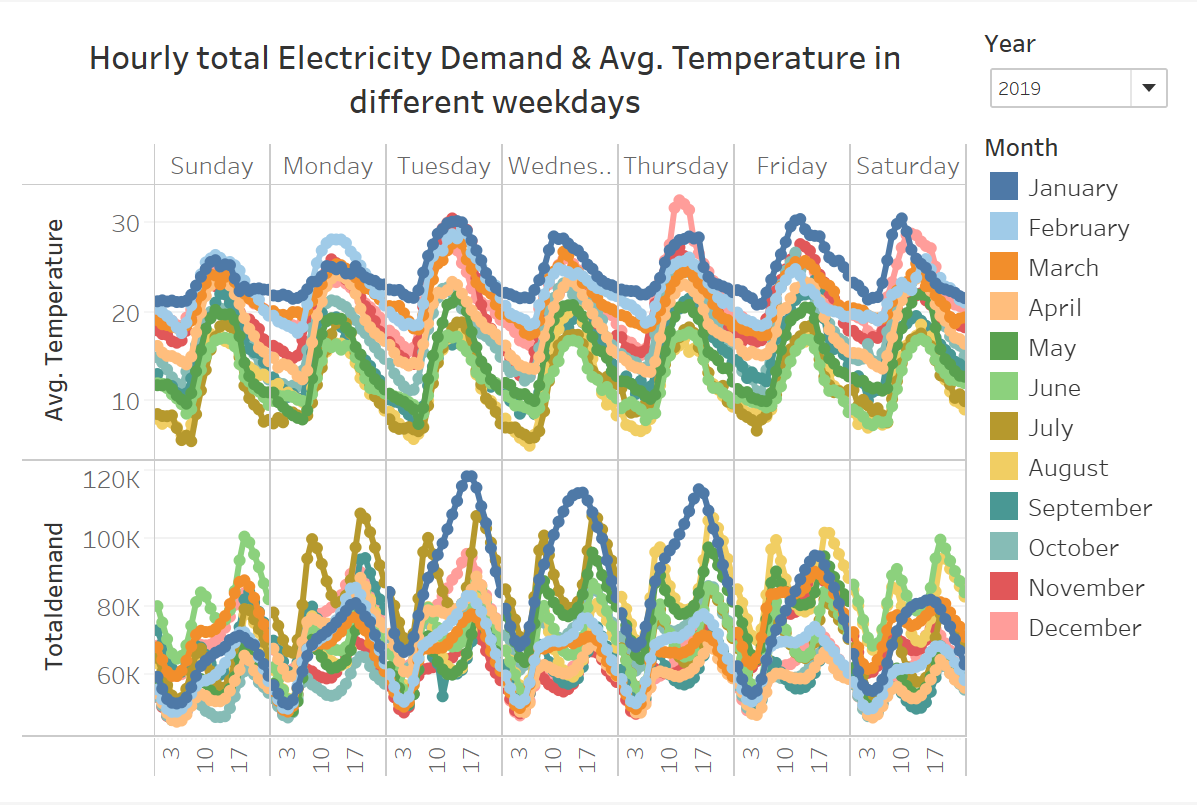 Hourly total Electricity Demand & Avg. Temperature in
different weekdays
Year
2019
Month
January
February
March
April
May
June
July
August
September
October
November
December
Sunday Monday Tuesday Wednes.. Thursday Friday Saturday
Avg. Temperature
30
20
10
Totaldemand
120K
100K
80K
60K
3 10 17 3 10 17 3 10 17 3 10 17 3 10 17 3 10 17 3 10 17